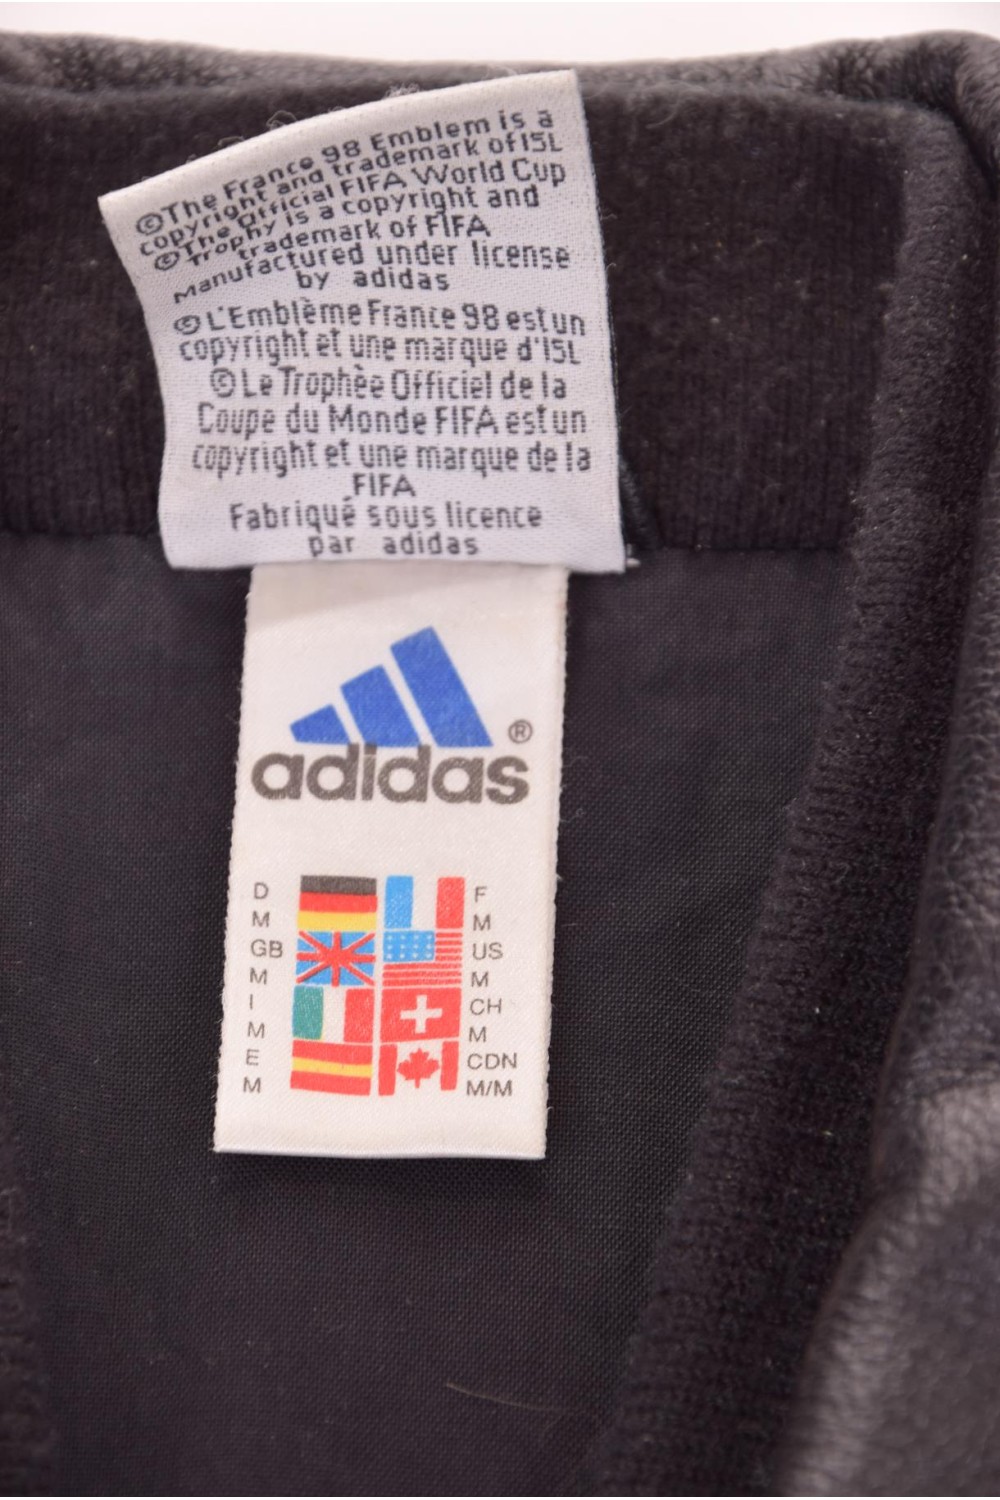 ©The France 98 Emblem is a
copyright and trademark of ISL
©The Official FIFA World Cup
Trophy is a copyright and
trademark of FIFA
Manufactured under license
by adidas
©L'Emblème France 98 est un
copyright et une marque d'ISL
©Le Trophèe Officiel de la
Coupe du Monde FIFA est un
copyright et une marque de la
FIFA
Fabriqué sous licence
par adidas
®
adidas
D F
M M
GB US
M M
I CH
M M
E CDN
M M/M